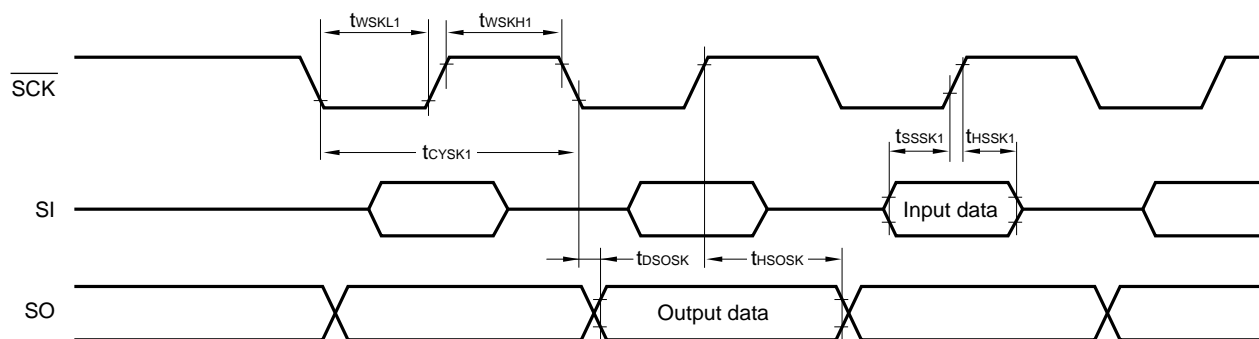 tWSKL1 tWSKH1
SCK
tSSSK1 tHSSK1
tCYSK1
SI Input data
tDSOSK tHSOSK
SO Output data